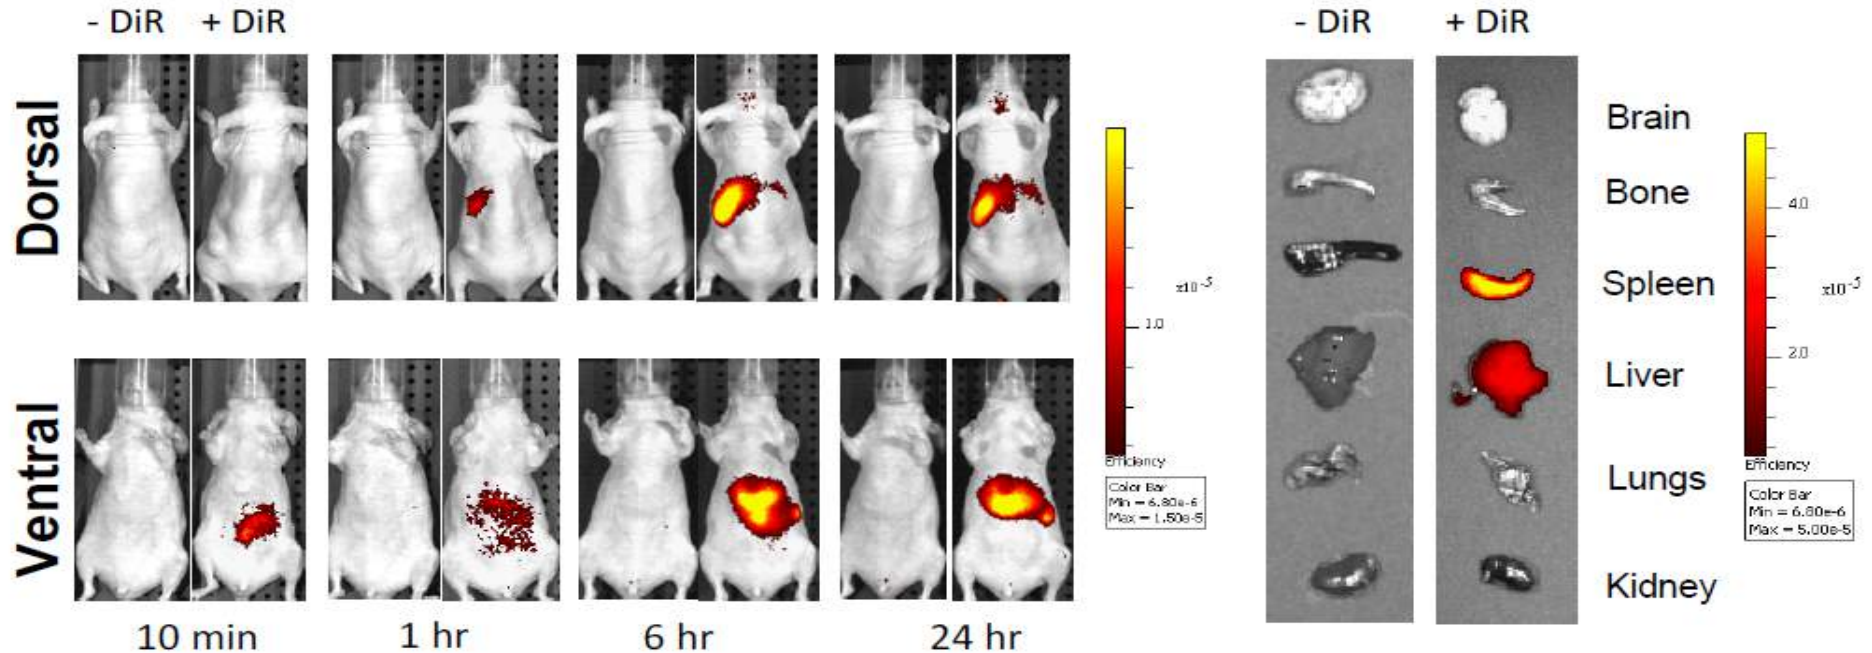 - DiR + DiR
- DiR + DiR
Dorsal
Ventral
10 min 1 hr 6 hr 24 hr
x10-5
1.0
Efficiency
Color Bar
Min = 6.80e-6
Max = 1.50e-5
Brain
Bone
Spleen
Liver
Lungs
Kidney
4.0
x10-5
2.0
Efficiency
Color Bar
Min = 6.80e-6
Max = 5.00e-5